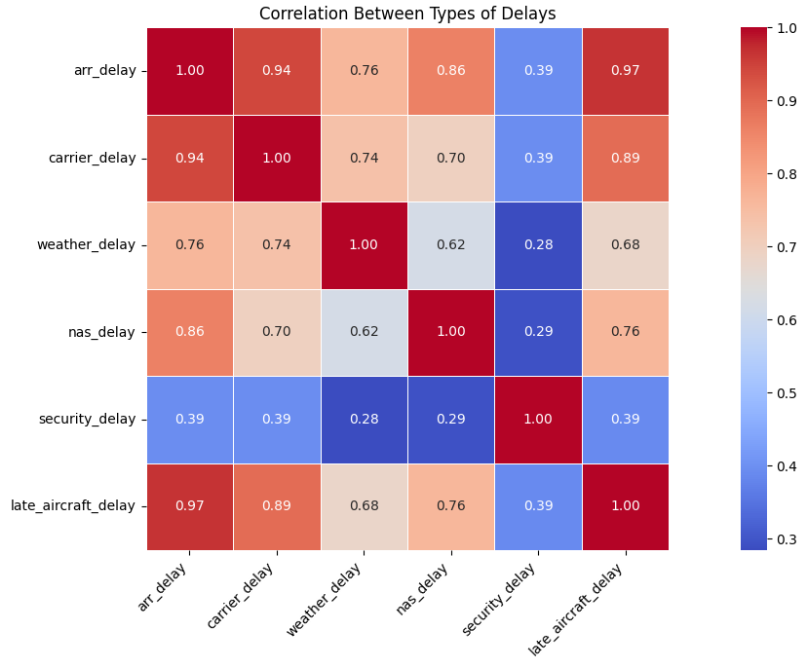 Correlation Between Types of Delays
arr_delay 1.00 0.94 0.76 0.86 0.39 0.97
carrier_delay 0.94 1.00 0.74 0.70 0.39 0.89
weather_delay 0.76 0.74 1.00 0.62 0.28 0.68
nas_delay 0.86 0.70 0.62 1.00 0.29 0.76
security_delay 0.39 0.39 0.28 0.29 1.00 0.39
late_aircraft_delay 0.97 0.89 0.68 0.76 0.39 1.00
arr_delay carrier_delay weather_delay nas_delay security_delay late_aircraft_delay
1.0
0.9
0.8
0.7
0.6
0.5
0.4
0.3